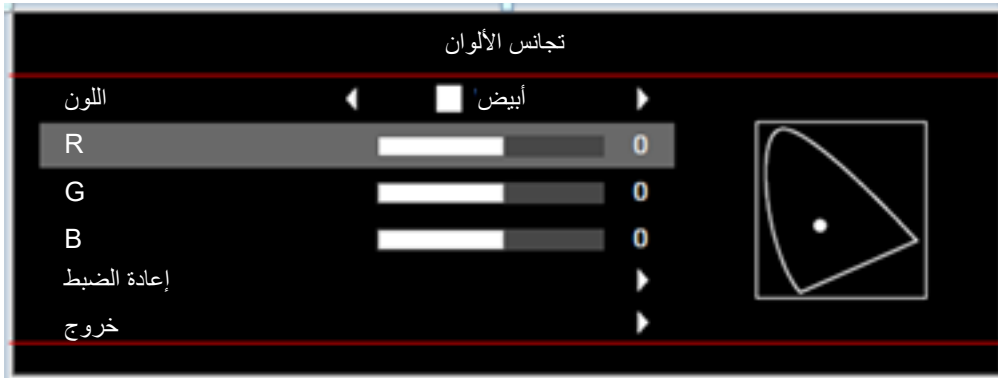 تجانس الألوان
اللون أبيض
R 0
G 0
B 0
إعادة الضبط
خروج